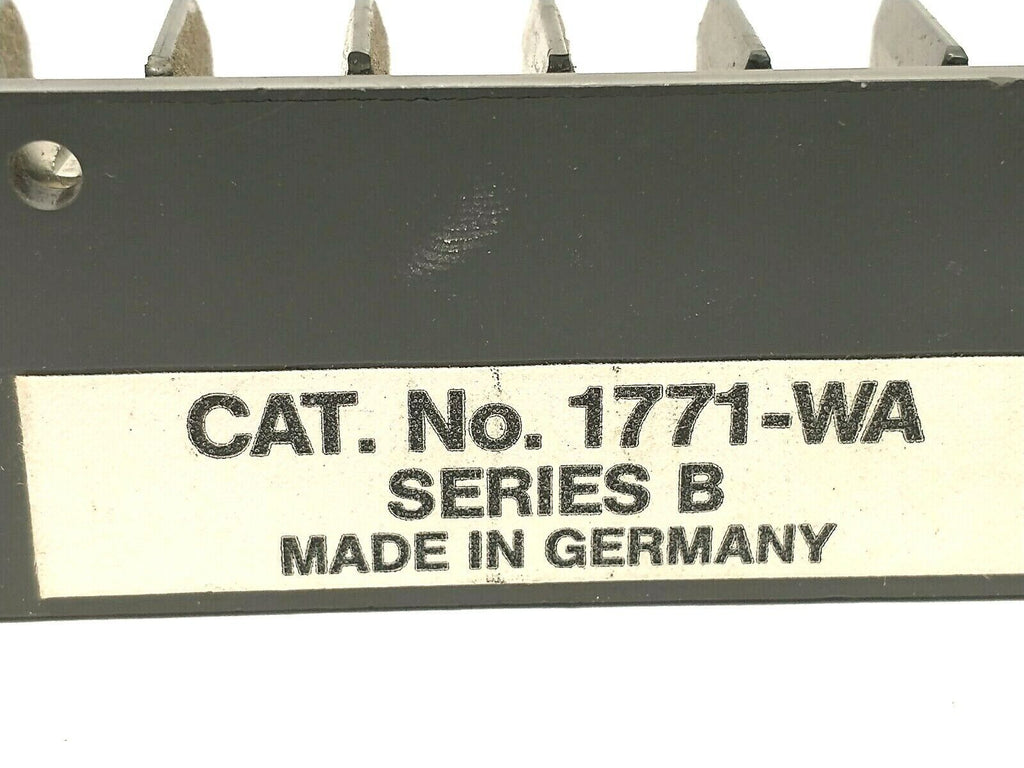 CAT. No. 1771-WA
SERIES B
MADE IN GERMANY